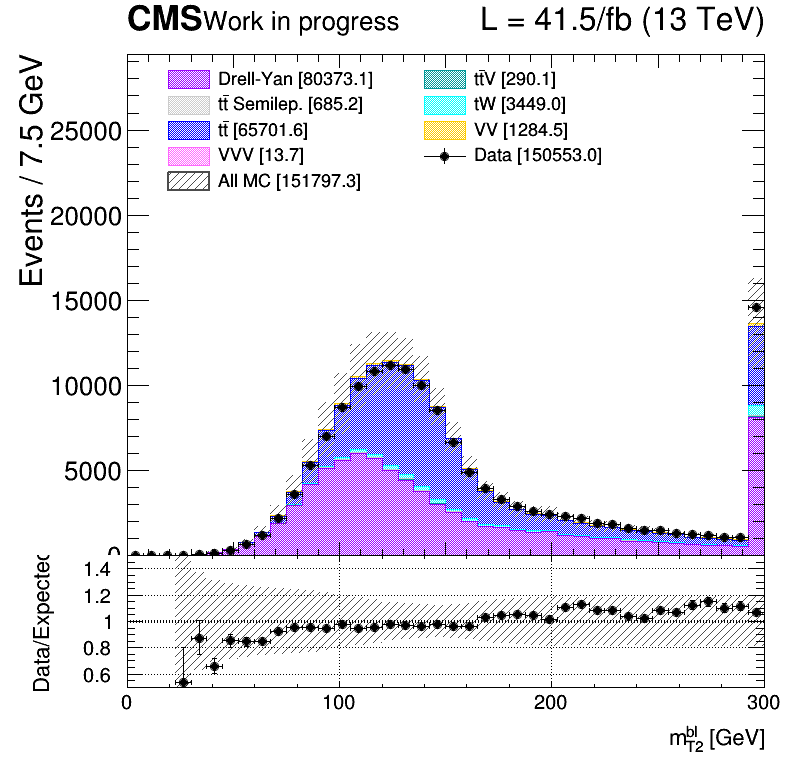 CMS Work in progress L = 41.5/fb (13 TeV)
Events / 7.5 GeV
Drell-Yan [80373.1]
tt̄ Semilep. [685.2]
tt̄ [65701.6]
VVV [13.7]
All MC [151797.3]
tt̄V [290.1]
tW [3449.0]
VV [1284.5]
Data [150553.0]
25000
20000
15000
10000
5000
0
Data/Expected
1.4
1.2
1
0.8
0.6
0 100 200 300
m_{T2}^{bl} [GeV]